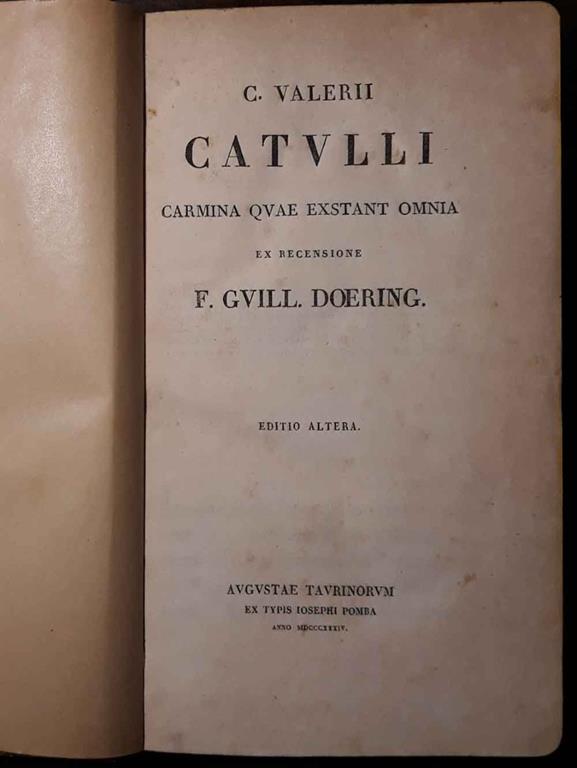 C. VALERII
CATVLLI
CARMINA QVAE EXSTANT OMNIA
EX RECENSIONE
F. GVILL. DOERING.
EDITIO ALTERA.
AVGVSTAE TAVRINORVM
EX TYPIS IOSEPHI POMBA
ANNO MDCCCXXXIV.